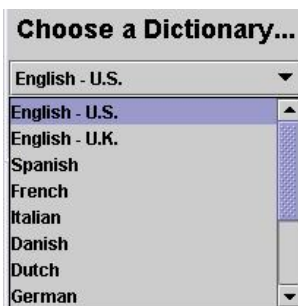 Choose a Dictionary...
English - U.S.
English - U.S.
English - U.K.
Spanish
French
Italian
Danish
Dutch
German